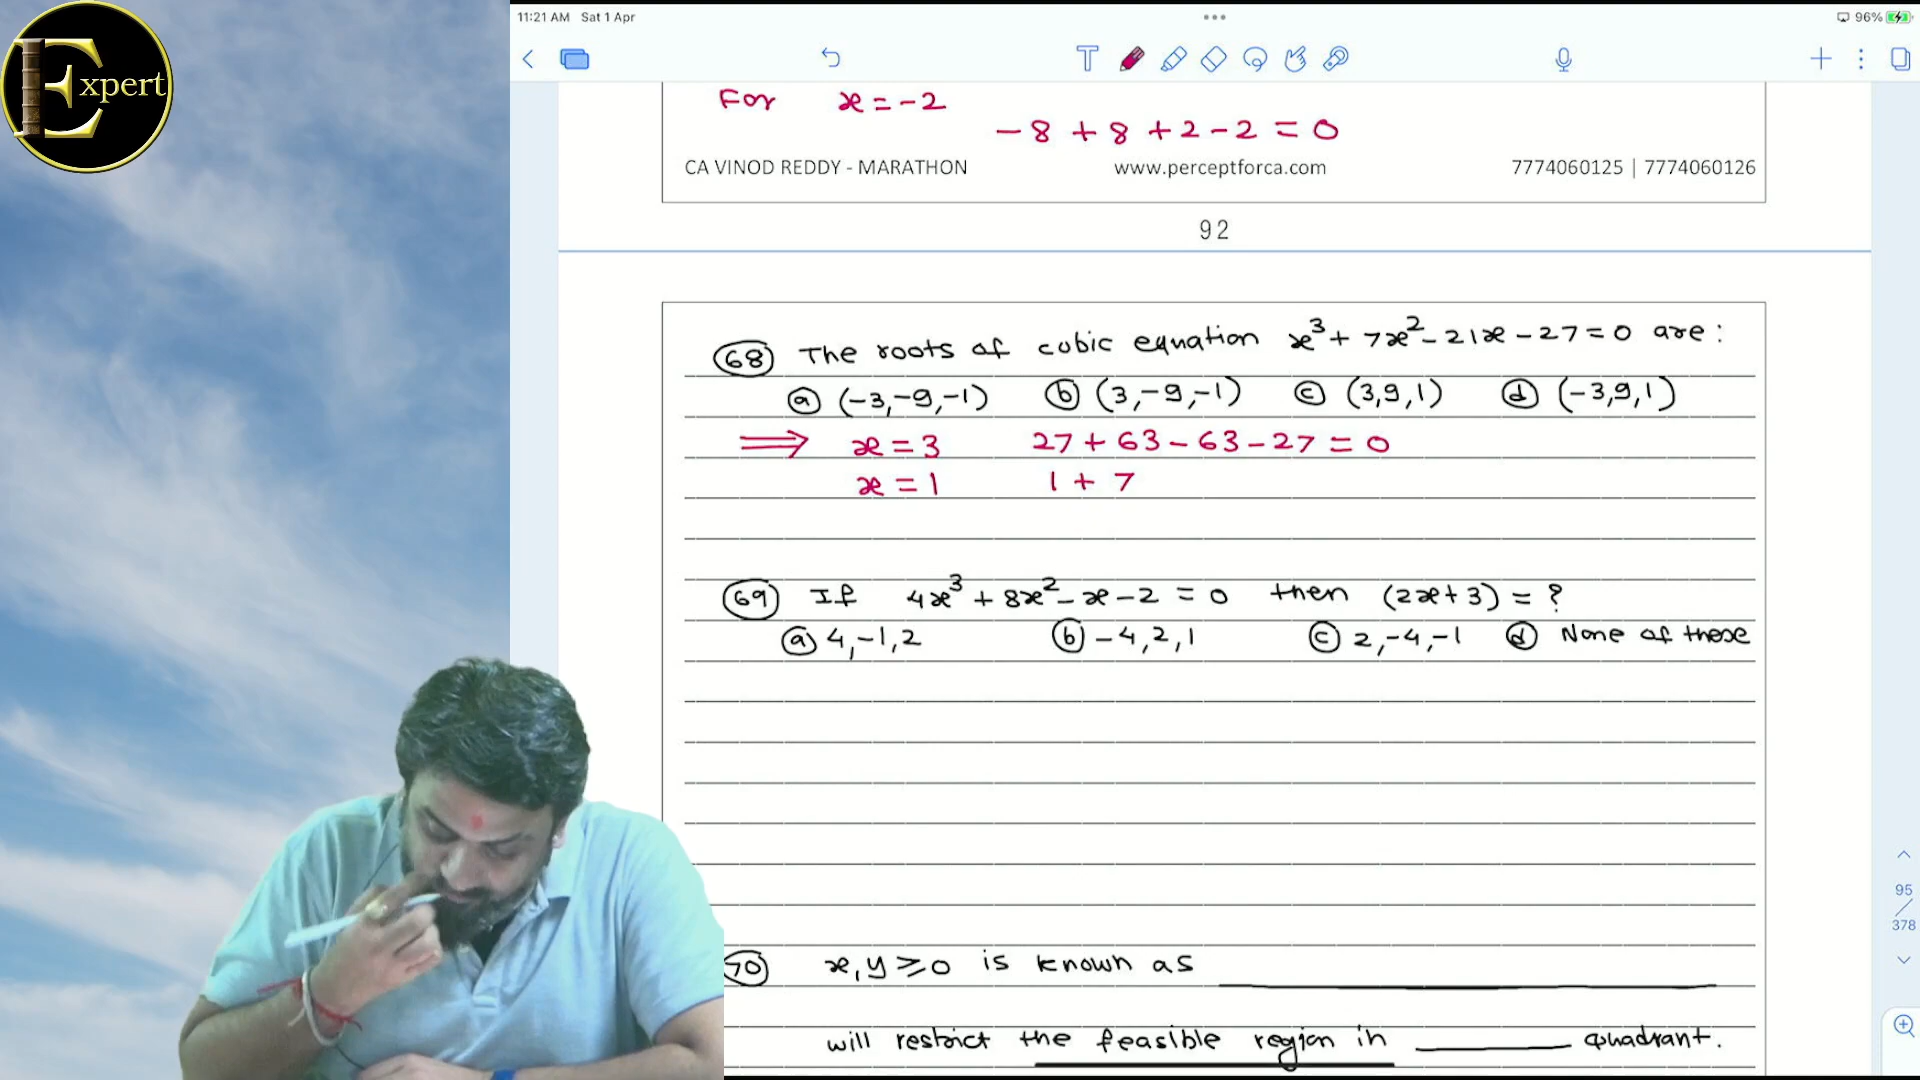 Expert
11:21 AM Sat 1 Apr
96%
For x = -2
-8 + 8 + 2 - 2 = 0
CA VINOD REDDY - MARATHON www.perceptforca.com 7774060125 | 7774060126
92
68 The roots of cubic equation x³ + 7x² - 21x - 27 = 0 are :
a (-3,-9,-1) b (3,-9,-1) c (3,9,1) d (-3,9,1)
⟹ x = 3 27 + 63 - 63 - 27 = 0
x = 1 1 + 7
69 If 4x³ + 8x² - x - 2 = 0 then (2x+3) = ?
a 4,-1,2 b -4,2,1 c 2,-4,-1 d None of these
70 x,y ≥ 0 is known as
will restrict the feasible region in ______ quadrant.
95
378